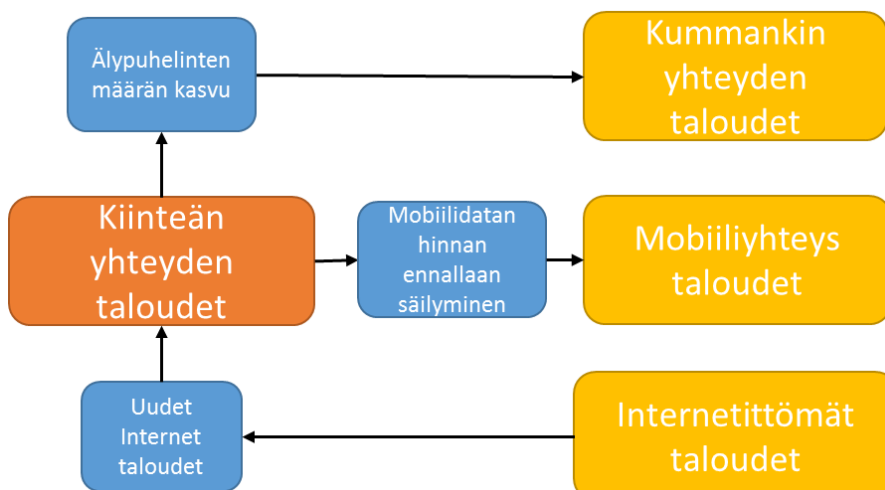 Älypuhelinten
määrän kasvu
Kummankin
yhteyden
taloudet
Kiinteän
yhteyden
taloudet
Mobiilidatan
hinnan
ennallaan
säilyminen
Mobiiliyhteys
taloudet
Uudet
Internet
taloudet
Internetittömät
taloudet